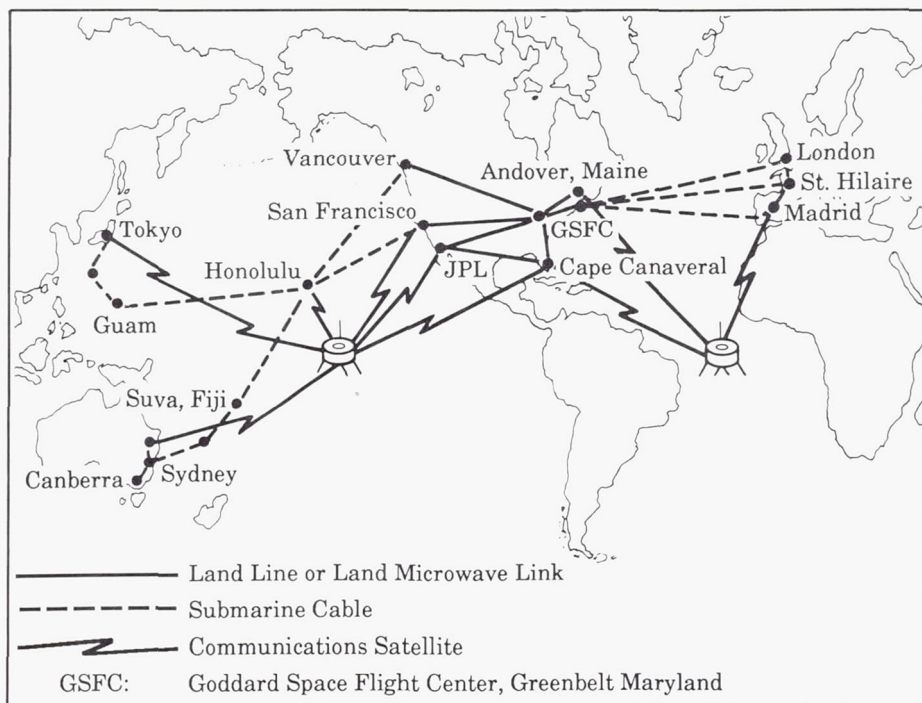 Vancouver
Andover, Maine
London
St. Hilaire
San Francisco
Madrid
Tokyo
GSFC
Honolulu
JPL
Cape Canaveral
Guam
Suva, Fiji
Canberra
Sydney
Land Line or Land Microwave Link
Submarine Cable
Communications Satellite
GSFC: Goddard Space Flight Center, Greenbelt Maryland